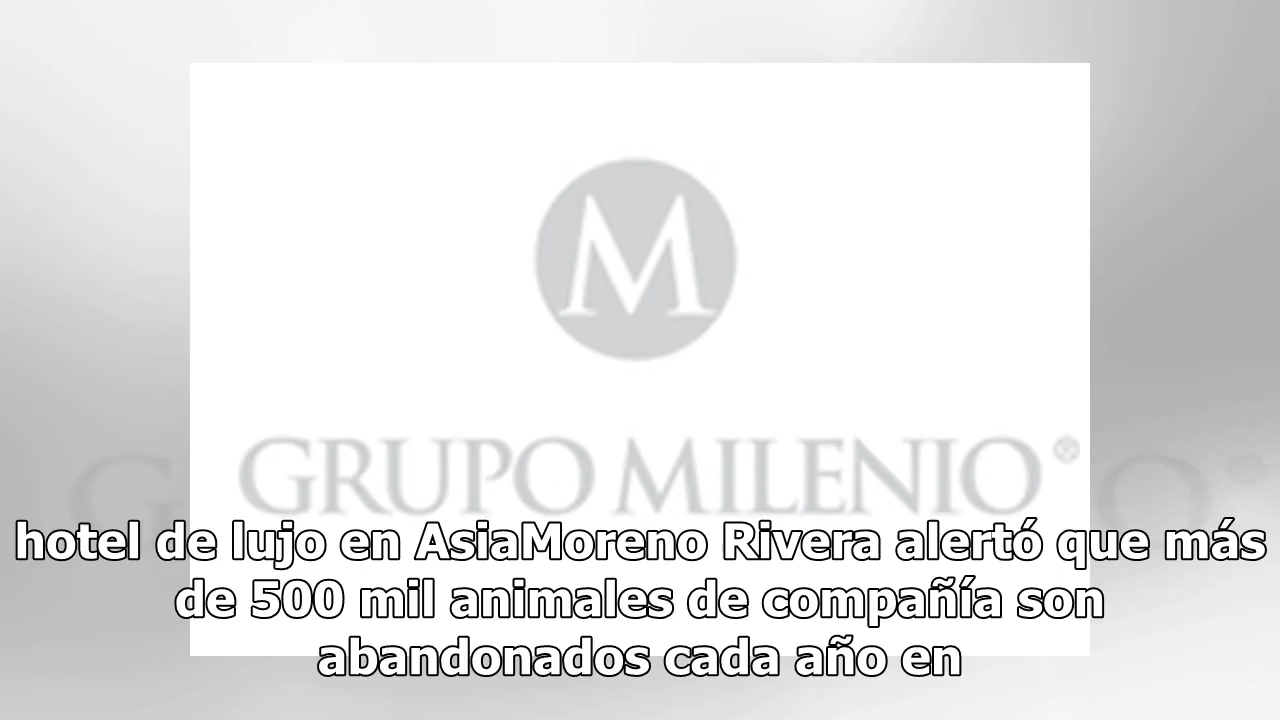 M
GRUPO MILENIO®
hotel de lujo en AsiaMoreno Rivera alertó que más
de 500 mil animales de compañía son
abandonados cada año en